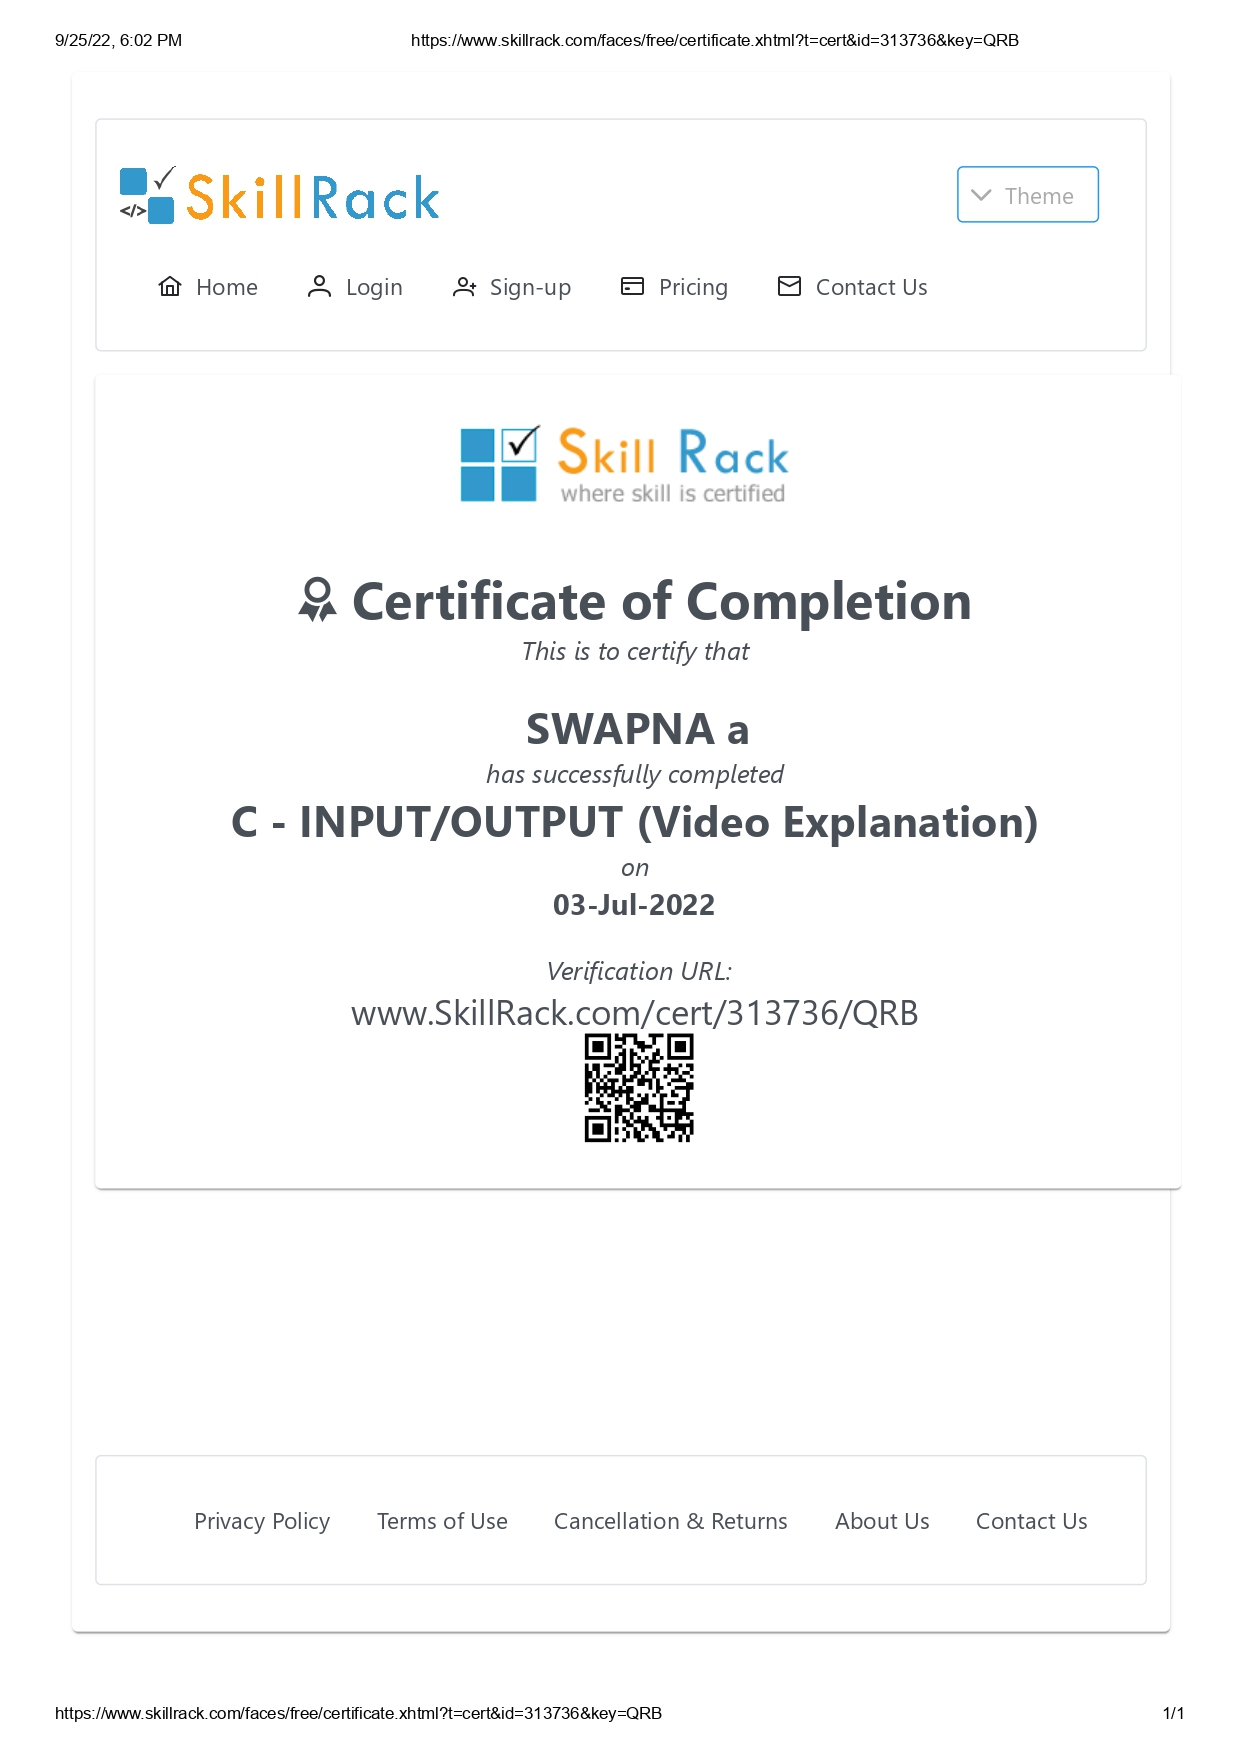 9/25/22, 6:02 PM https://www.skillrack.com/faces/free/certificate.xhtml?t=cert&id=313736&key=QRB
</> SkillRack Theme
Home Login Sign-up Pricing Contact Us
Skill Rack
where skill is certified
Certificate of Completion
This is to certify that
SWAPNA a
has successfully completed
C - INPUT/OUTPUT (Video Explanation)
on
03-Jul-2022
Verification URL:
www.SkillRack.com/cert/313736/QRB
Privacy Policy Terms of Use Cancellation & Returns About Us Contact Us
https://www.skillrack.com/faces/free/certificate.xhtml?t=cert&id=313736&key=QRB 1/1